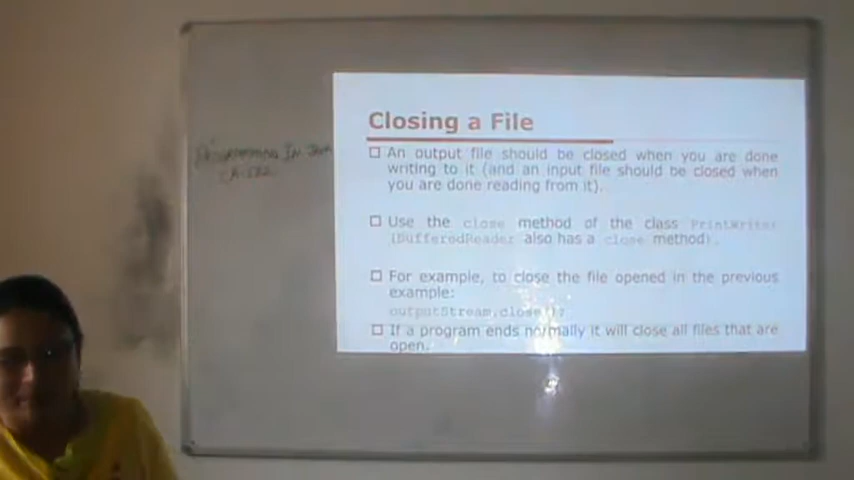 PROGRAMMING IN JAVA
Closing a File
An output file should be closed when you are done
writing to it (and an input file should be closed when
you are done reading from it).
Use the close method of the class PrintWriter
(BufferedReader also has a close method).
For example, to close the file opened in the previous
example:
outputStream.close();
If a program ends normally it will close all files that are
open.